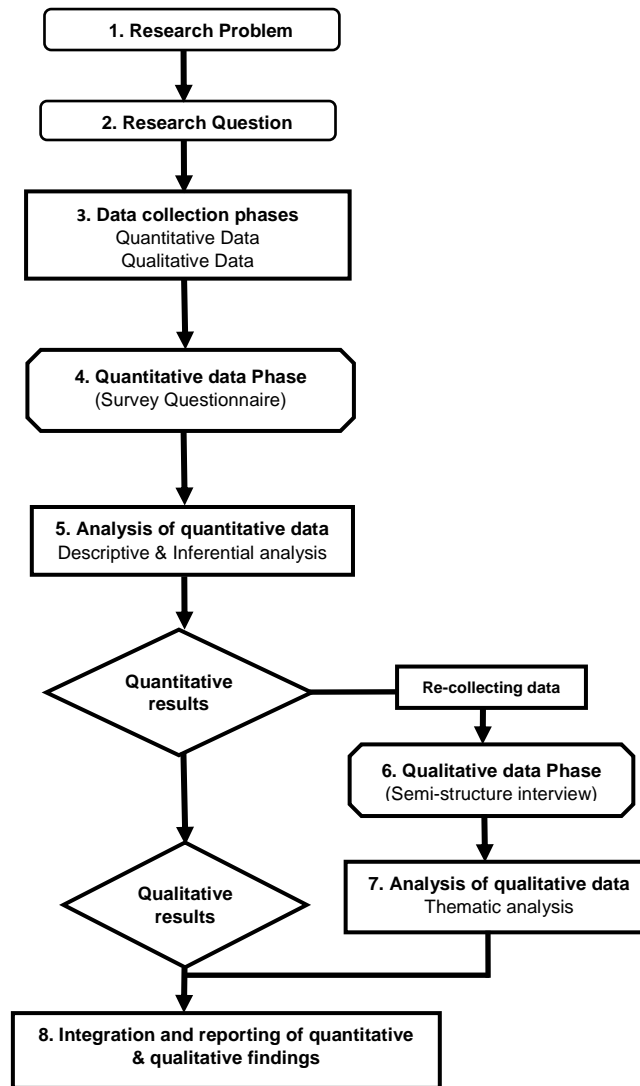 1. Research Problem
2. Research Question
3. Data collection phases
Quantitative Data
Qualitative Data
4. Quantitative data Phase
(Survey Questionnaire)
5. Analysis of quantitative data
Descriptive & Inferential analysis
Quantitative
results
Re-collecting data
6. Qualitative data Phase
(Semi-structure interview)
7. Analysis of qualitative data
Thematic analysis
Qualitative
results
8. Integration and reporting of quantitative
& qualitative findings